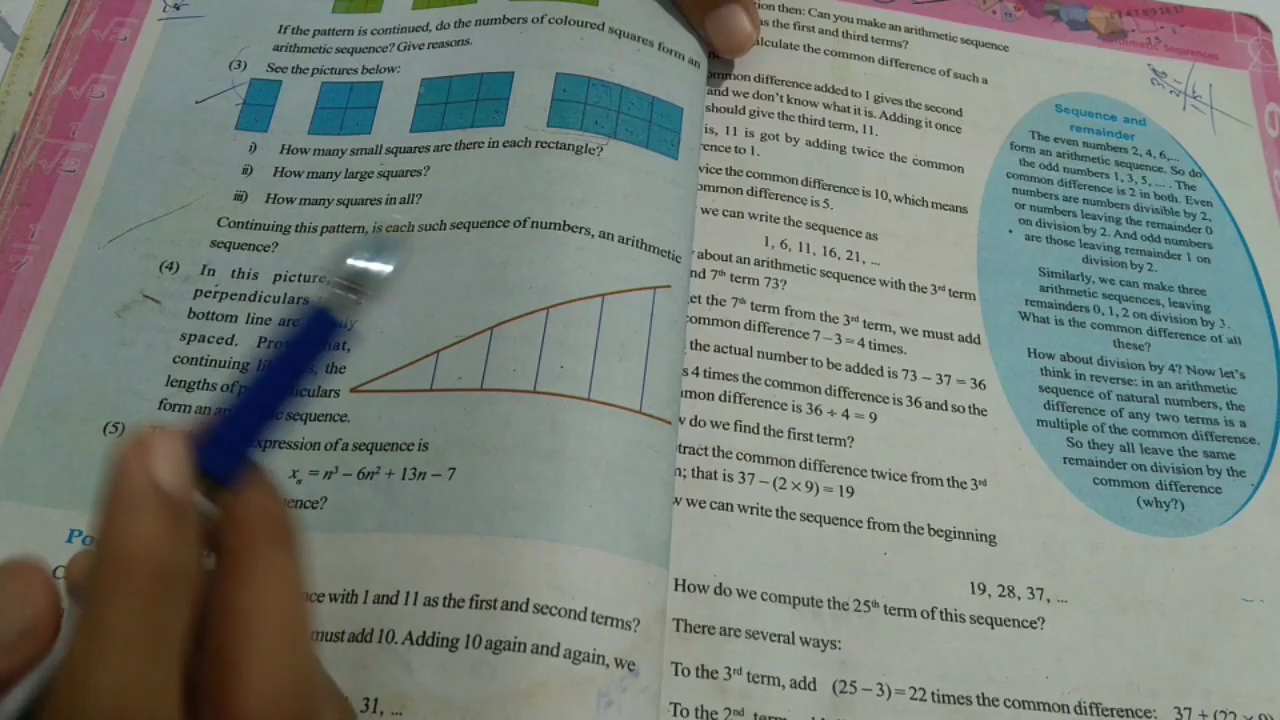 If the pattern is continued, do the numbers of coloured squares form an
arithmetic sequence? Give reasons.
(3) See the pictures below:
i) How many small squares are there in each rectangle?
ii) How many large squares?
iii) How many squares in all?
Continuing this pattern, is each such sequence of numbers, an arithmetic
sequence?
(4) In this picture,
perpendiculars
bottom line are
spaced.
continuing the
lengths of
form an sequence.
(5)
expression of a sequence is
xₙ = n³ – 6n² + 13n – 7
with 1 and 11 as the first and second terms?
must add 10. Adding 10 again and again, we
31, ...
Arithmetic Sequences
then: Can you make an arithmetic sequence
as the first and third terms?
calculate the common difference of such a
common difference added to 1 gives the second
and we don't know what it is. Adding it once
should give the third term, 11.
is, 11 is got by adding twice the common
to 1.
the common difference is 10, which means
common difference is 5.
we can write the sequence as
1, 6, 11, 16, 21, ...
about an arithmetic sequence with the 3rd term
7th term 73?
the 7th term from the 3rd term, we must add
common difference 7 – 3 = 4 times.
the actual number to be added is 73 – 37 = 36
4 times the common difference is 36 and so the
difference is 36 ÷ 4 = 9
do we find the first term?
the common difference twice from the 3rd
that is 37 – (2 × 9) = 19
we can write the sequence from the beginning
19, 28, 37, ...
How do we compute the 25th term of this sequence?
There are several ways:
To the 3rd term, add (25 – 3) = 22 times the common difference:
To the 2nd term
Sequence and
remainder
The even numbers 2, 4, 6,...
form an arithmetic sequence. So do
the odd numbers 1, 3, 5, ... . The
common difference is 2 in both. Even
numbers are numbers divisible by 2,
or numbers leaving the remainder 0
on division by 2. And odd numbers
are those leaving remainder 1 on
division by 2.
Similarly, we can make three
arithmetic sequences, leaving
remainders 0, 1, 2 on division by 3.
What is the common difference of all
these?
How about division by 4? Now let's
think in reverse: in an arithmetic
sequence of natural numbers, the
difference of any two terms is a
multiple of the common difference.
So they all leave the same
remainder on division by the
common difference
(why?)